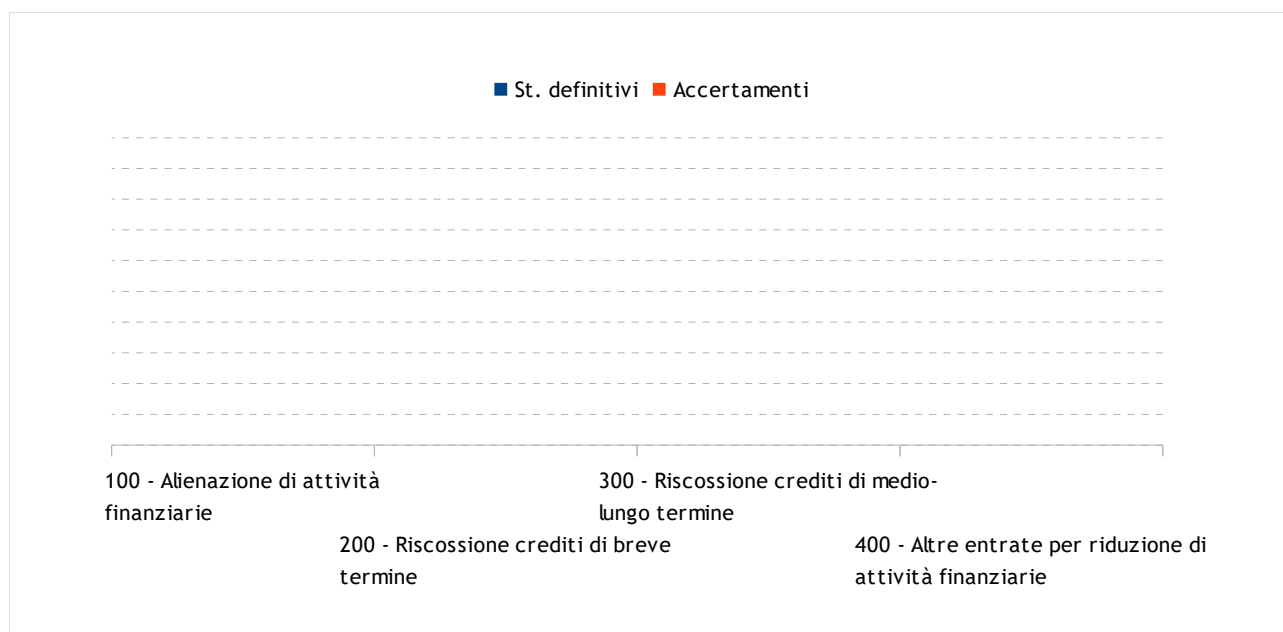 St. definitivi Accertamenti
100 - Alienazione di attività
finanziarie
200 - Riscossione crediti di breve
termine
300 - Riscossione crediti di medio-
lungo termine
400 - Altre entrate per riduzione di
attività finanziarie